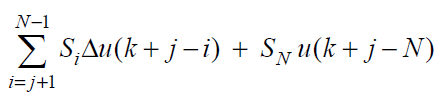 N−1
∑ S_i Δu(k + j − i) + S_N u(k + j − N)
i=j+1